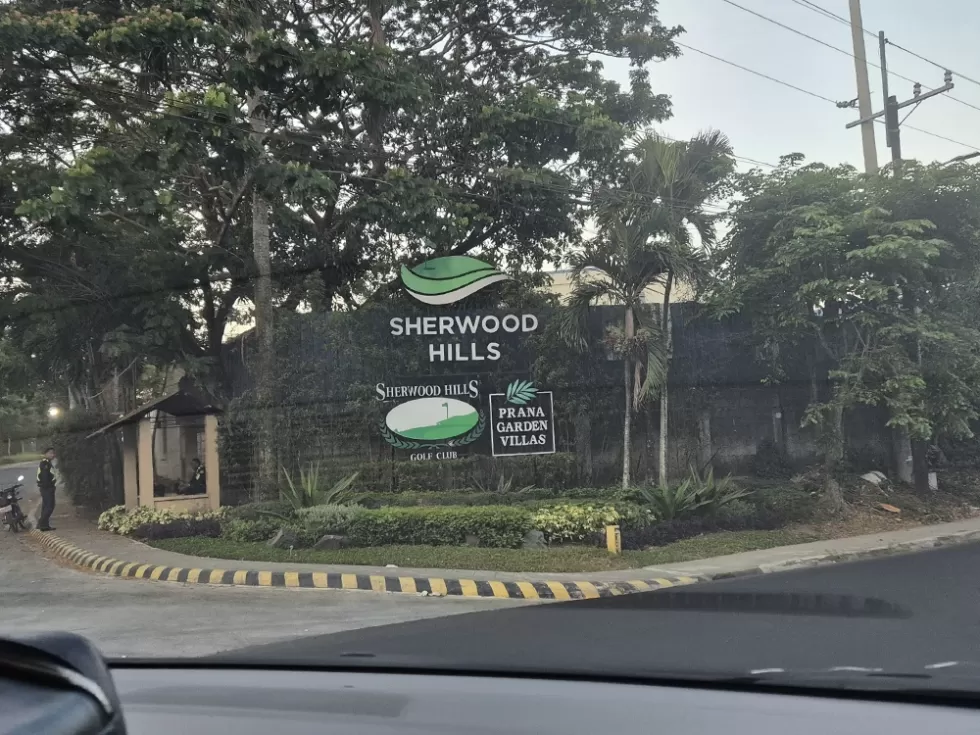 SHERWOOD
HILLS
SHERWOOD HILLS
GOLF CLUB
PRANA
GARDEN
VILLAS